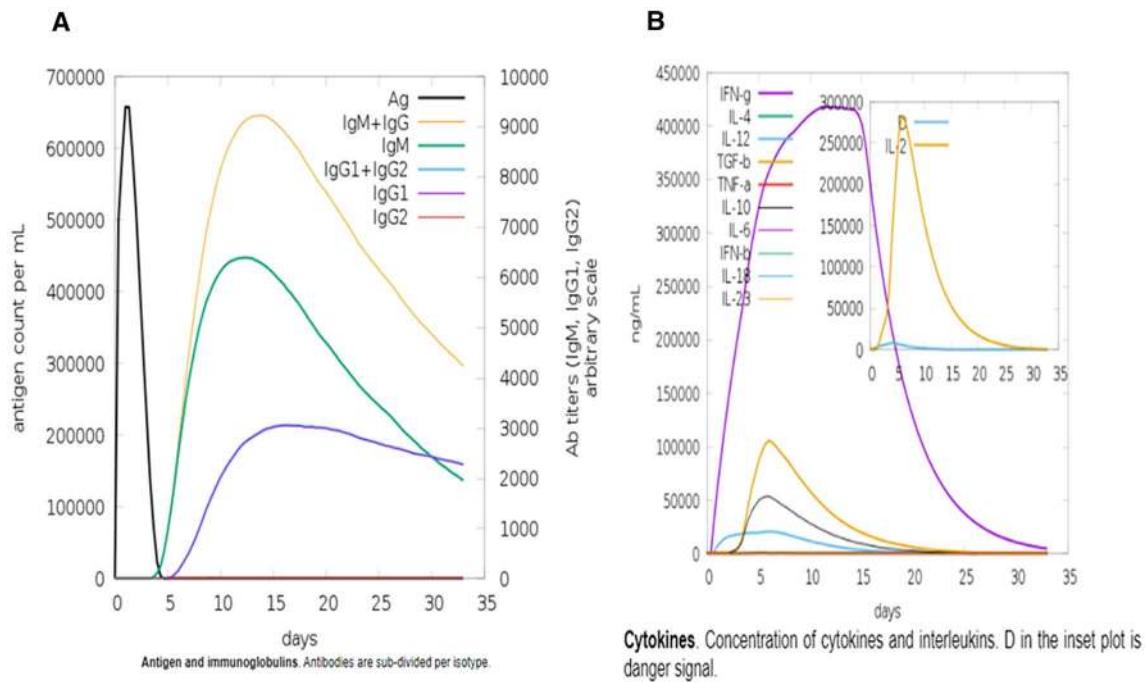 A
700000
600000
500000
400000
300000
200000
100000
0
antigen count per mL
10000
9000
8000
7000
6000
5000
4000
3000
2000
1000
0
Ab titers (IgM, IgG1, IgG2)
arbitrary scale
Ag
IgM+IgG
IgM
IgG1+IgG2
IgG1
IgG2
0 5 10 15 20 25 30 35
days
Antigen and immunoglobulins. Antibodies are sub-divided per isotype.
B
450000
400000
350000
300000
250000
200000
150000
100000
50000
0
ng/mL
IFN-g
IL-4
IL-12
TGF-b
TNF-a
IL-10
IL-6
IFN-b
IL-18
IL-23
300000
250000
200000
150000
100000
50000
0
D
IL-2
0 5 10 15 20 25 30 35
0 5 10 15 20 25 30 35
days
Cytokines. Concentration of cytokines and interleukins. D in the inset plot is
danger signal.